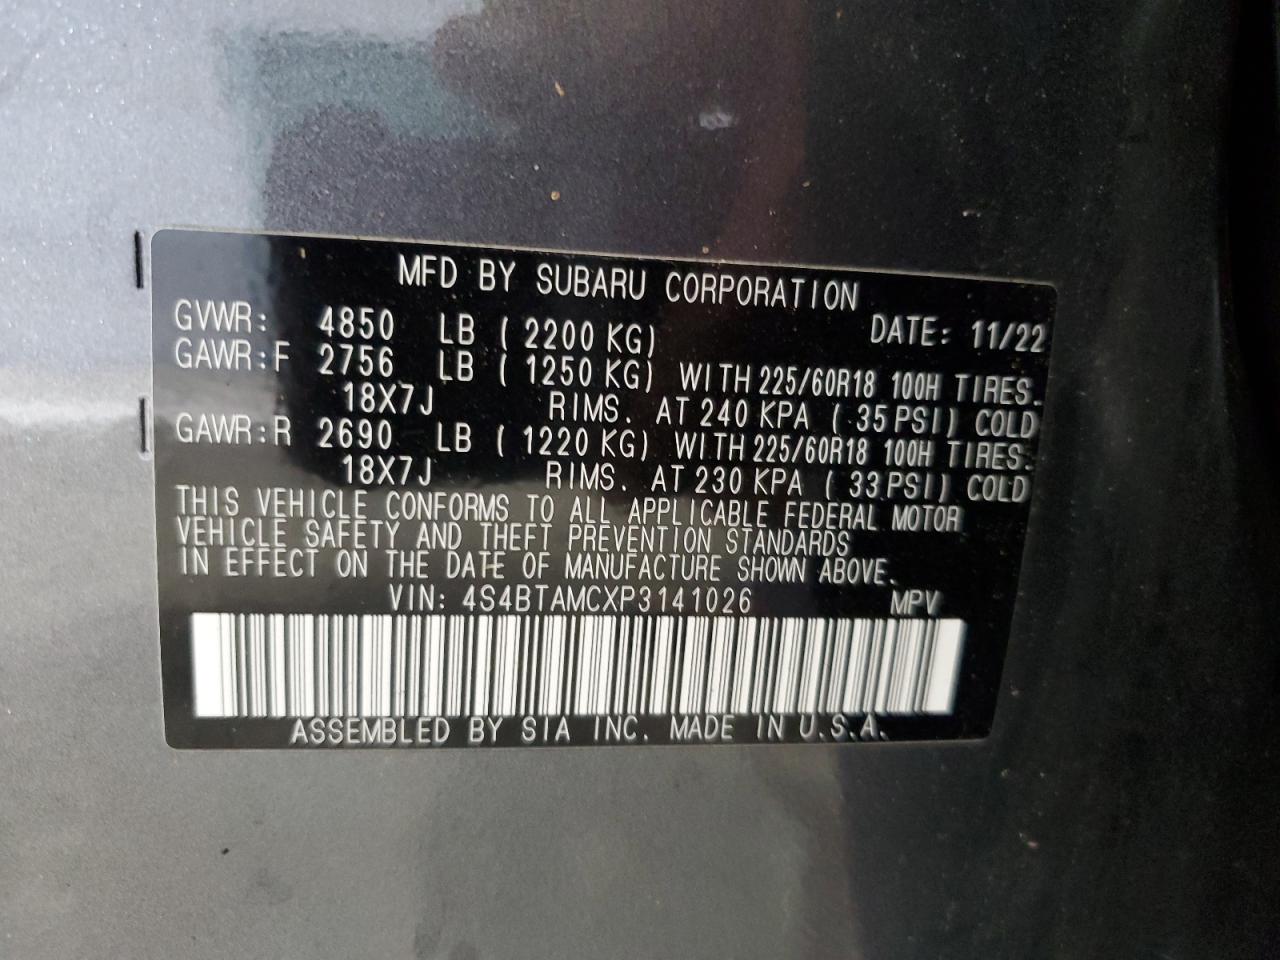 MFD BY SUBARU CORPORATION
GVWR: 4850 LB ( 2200 KG) DATE: 11/22
GAWR:F 2756 LB ( 1250 KG) WITH 225/60R18 100H TIRES.
18X7J RIMS. AT 240 KPA ( 35 PSI) COLD
GAWR:R 2690 LB ( 1220 KG) WITH 225/60R18 100H TIRES.
18X7J RIMS. AT 230 KPA ( 33 PSI) COLD
THIS VEHICLE CONFORMS TO ALL APPLICABLE FEDERAL MOTOR
VEHICLE SAFETY AND THEFT PREVENTION STANDARDS
IN EFFECT ON THE DATE OF MANUFACTURE SHOWN ABOVE.
VIN: 4S4BTAMCXP3141026 MPV
ASSEMBLED BY SIA INC. MADE IN U.S.A.